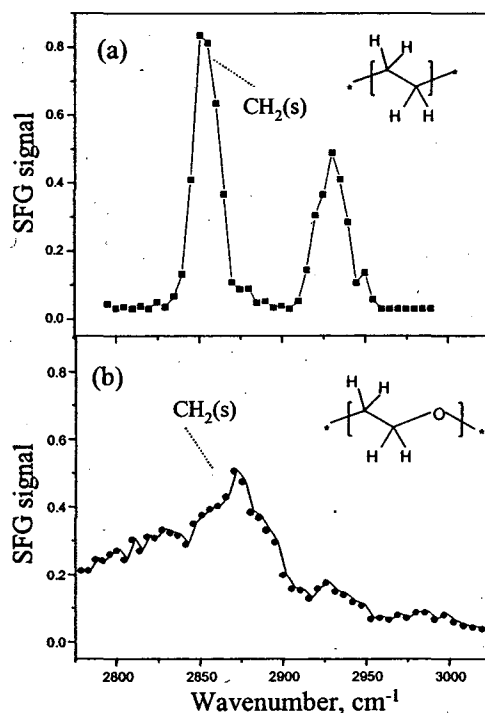 (a)
H
H
0.8
CH₂(s)
*
[
]
*
H
H
SFG signal
0.6
0.4
0.2
0.0
(b)
H
H
0.8
CH₂(s)
*
[
O
]
*
H
H
SFG signal
0.6
0.4
0.2
0.0
2800 2850 2900 2950 3000
Wavenumber, cm⁻¹